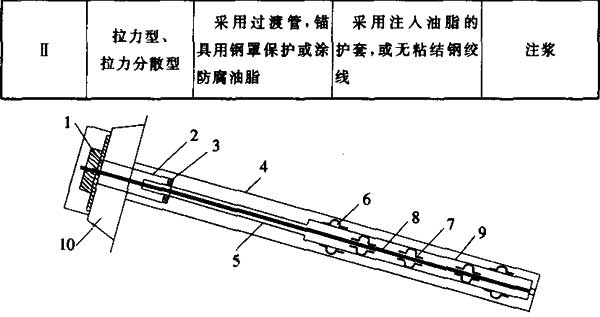 Ⅱ
拉力型、
拉力分散型
采用过渡管,锚
具用钢罩保护或涂
防腐油脂
采用注入油脂的
护套,或无粘结钢绞
线
注浆
1
2
3
4
6
8
7
9
5
10